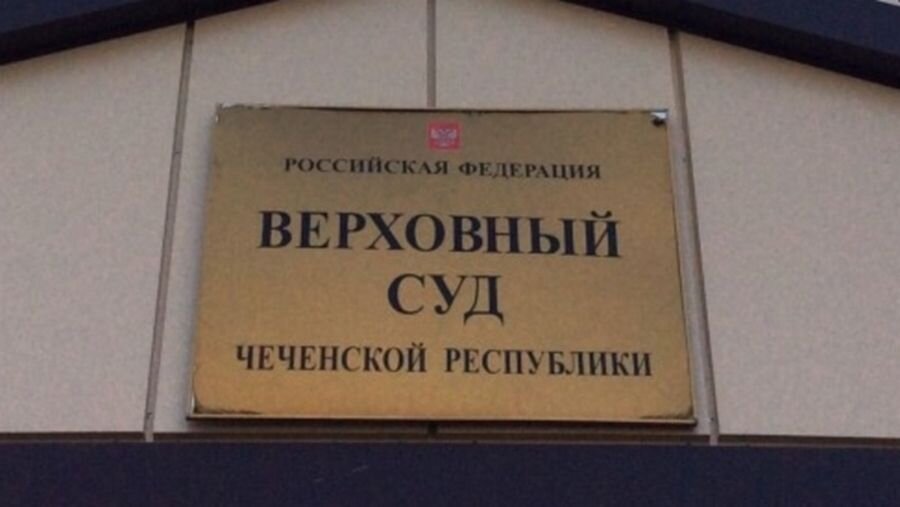 РОССИЙСКАЯ ФЕДЕРАЦИЯ
ВЕРХОВНЫЙ
СУД
ЧЕЧЕНСКОЙ РЕСПУБЛИКИ